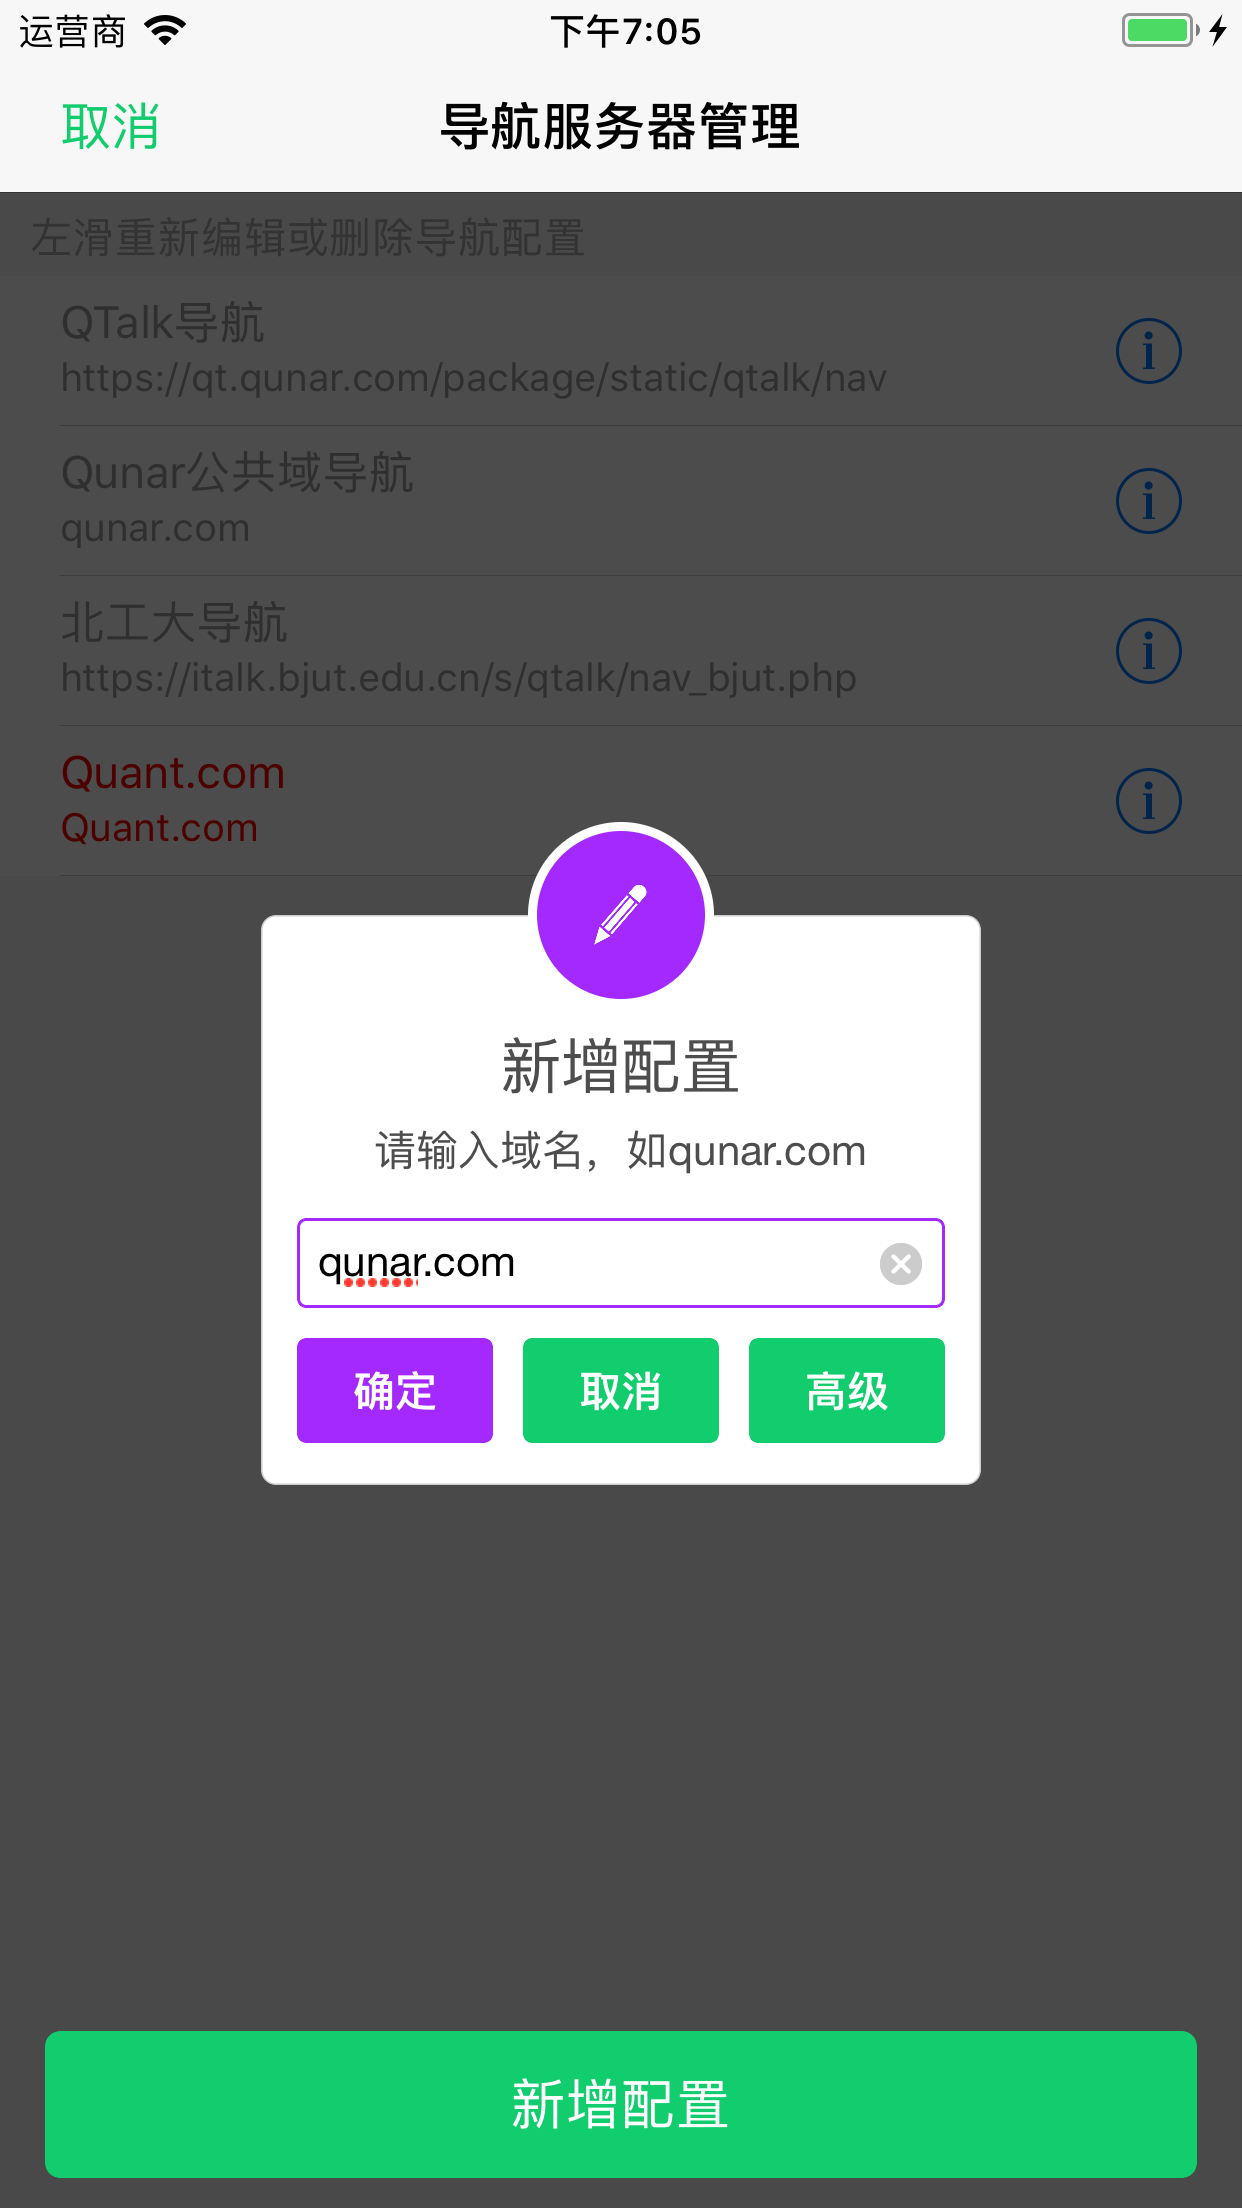 运营商
下午7:05
取消
导航服务器管理
左滑重新编辑或删除导航配置
QTalk导航
https://qt.qunar.com/package/static/qtalk/nav
Qunar公共域导航
qunar.com
北工大导航
https://italk.bjut.edu.cn/s/qtalk/nav_bjut.php
Quant.com
Quant.com
新增配置
请输入域名，如qunar.com
qunar.com
确定
取消
高级
新增配置